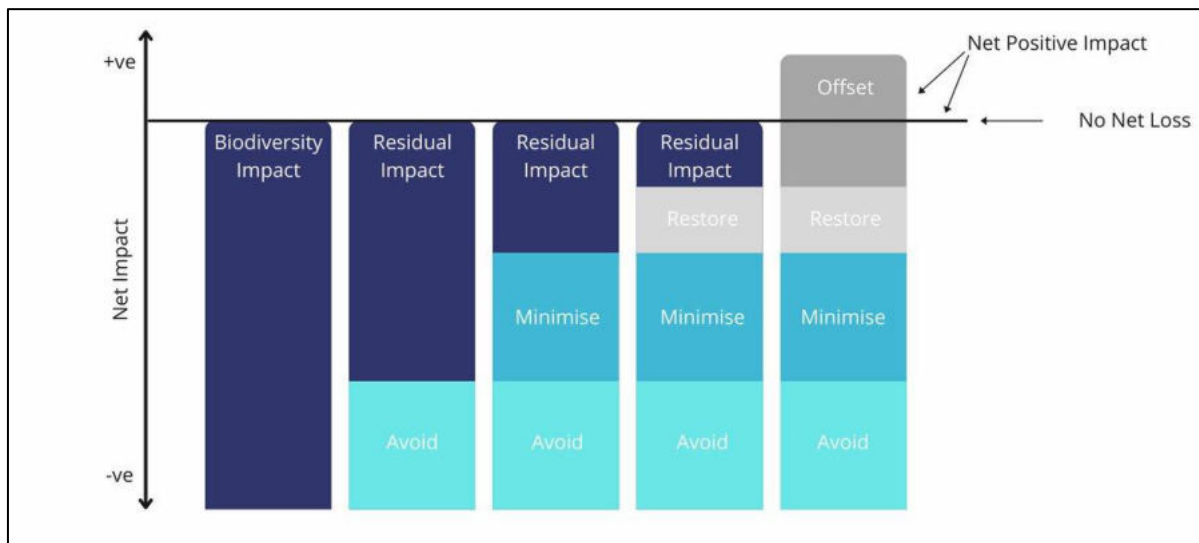 +ve
Net Impact
-ve
Biodiversity
Impact
Residual
Impact
Avoid
Residual
Impact
Minimise
Avoid
Residual
Impact
Restore
Minimise
Avoid
Offset
Restore
Minimise
Avoid
Net Positive Impact
No Net Loss